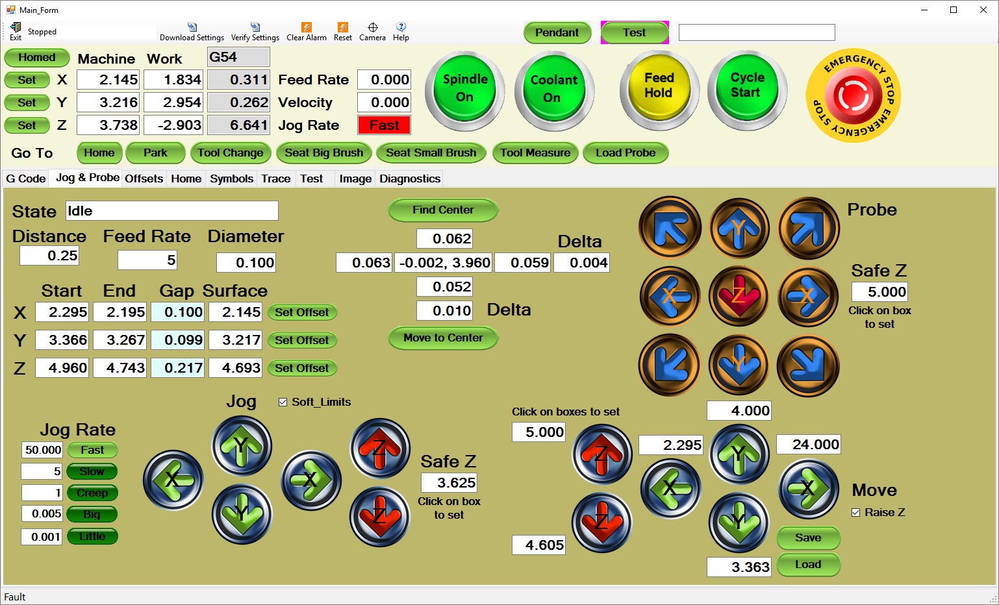 Main_Form
Exit Stopped Download Settings Verify Settings Clear Alarm Reset Camera Help Pendant Test
Homed Machine Work G54
Set X 2.145 1.834 0.311 Feed Rate 0.000
Set Y 3.216 2.954 0.262 Velocity 0.000
Set Z 3.738 -2.903 6.641 Jog Rate Fast
Spindle On
Coolant On
Feed Hold
Cycle Start
EMERGENCY STOP EMERGENCY STOP
Go To Home Park Tool Change Seat Big Brush Seat Small Brush Tool Measure Load Probe
G Code Jog & Probe Offsets Home Symbols Trace Test Image Diagnostics
State Idle
Distance Feed Rate Diameter
0.25 5 0.100
Start End Gap Surface
X 2.295 2.195 0.100 2.145 Set Offset
Y 3.366 3.267 0.099 3.217 Set Offset
Z 4.960 4.743 0.217 4.693 Set Offset
Find Center
0.062
Delta
0.063 -0.002, 3.960 0.059 0.004
0.052
0.010 Delta
Move to Center
Y
X Z X
Y
Probe
Safe Z
5.000
Click on box
to set
Jog Soft_Limits
Jog Rate
50.000 Fast
5 Slow
1 Creep
0.005 Big
0.001 Little
Y Z
X X
Y Z
Safe Z
3.625
Click on box
to set
Click on boxes to set
4.000
5.000 Z 2.295 Y 24.000
X X
4.605 Z Y
3.363
Move
Raise Z
Save
Load
Fault